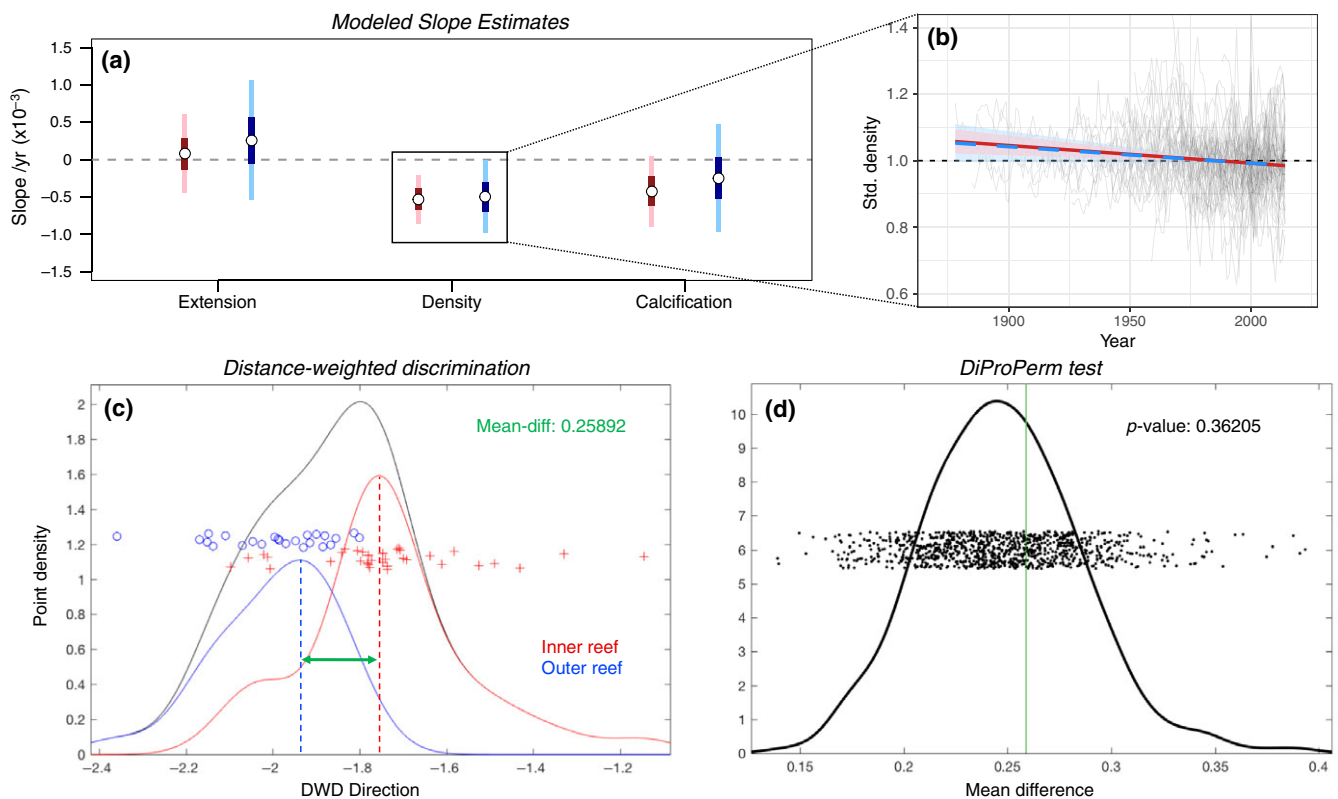 Modeled Slope Estimates
(a)
Slope /yr (x10⁻³)
1.5
1.0
0.5
0
−0.5
−1.0
−1.5
Extension
Density
Calcification
(b)
Std. density
1.4
1.2
1.0
0.8
0.6
1900
1950
2000
Year
Distance-weighted discrimination
(c)
Mean-diff: 0.25892
Point density
2
1.8
1.6
1.4
1.2
1
0.8
0.6
0.4
0.2
0
Inner reef
Outer reef
−2.4
−2.2
−2
−1.8
−1.6
−1.4
−1.2
DWD Direction
DiProPerm test
(d)
p-value: 0.36205
10
9
8
7
6
5
4
3
2
1
0
0.15
0.2
0.25
0.3
0.35
0.4
Mean difference